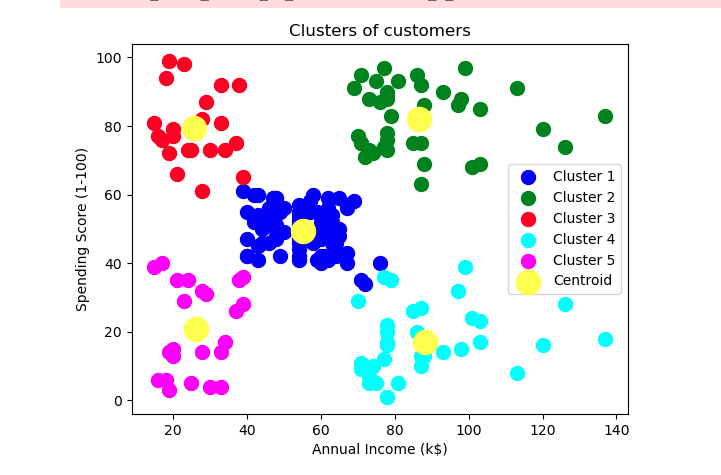 Clusters of customers
Spending Score (1-100)
100
80
60
40
20
0
Cluster 1
Cluster 2
Cluster 3
Cluster 4
Cluster 5
Centroid
20 40 60 80 100 120 140
Annual Income (k$)